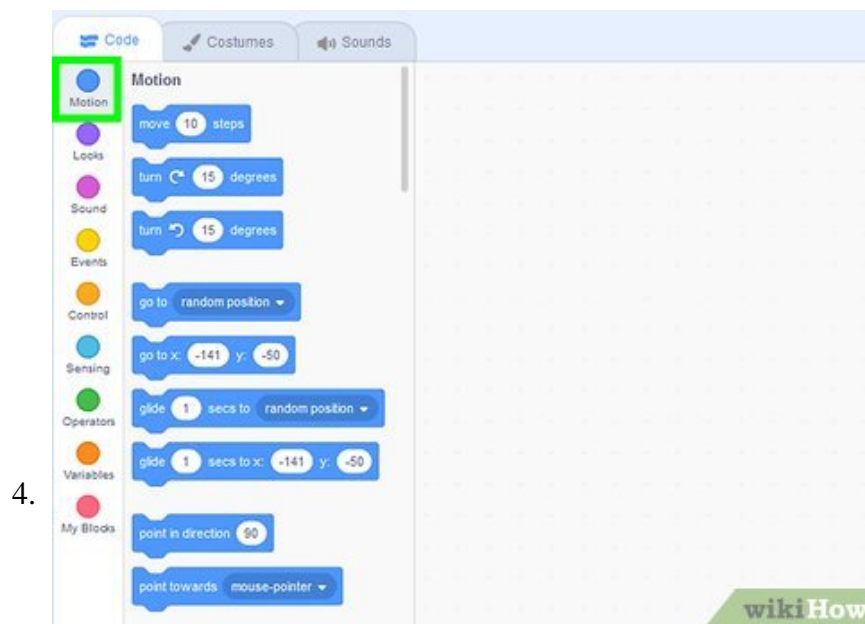 Code Costumes Sounds
Motion
Looks
Sound
Events
Control
Sensing
Operators
Variables
My Blocks
Motion
move 10 steps
turn 15 degrees
turn 15 degrees
go to random position
go to x: -141 y: -50
glide 1 secs to random position
glide 1 secs to x: -141 y: -50
point in direction 90
point towards mouse-pointer
4.
wikiHow